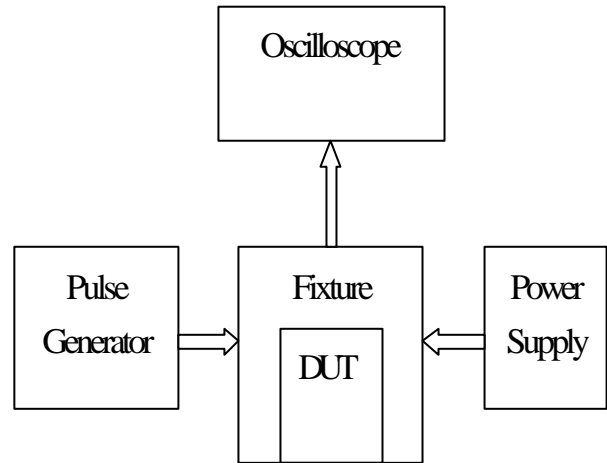 Oscilloscope
Pulse
Generator
Fixture
DUT
Power
Supply